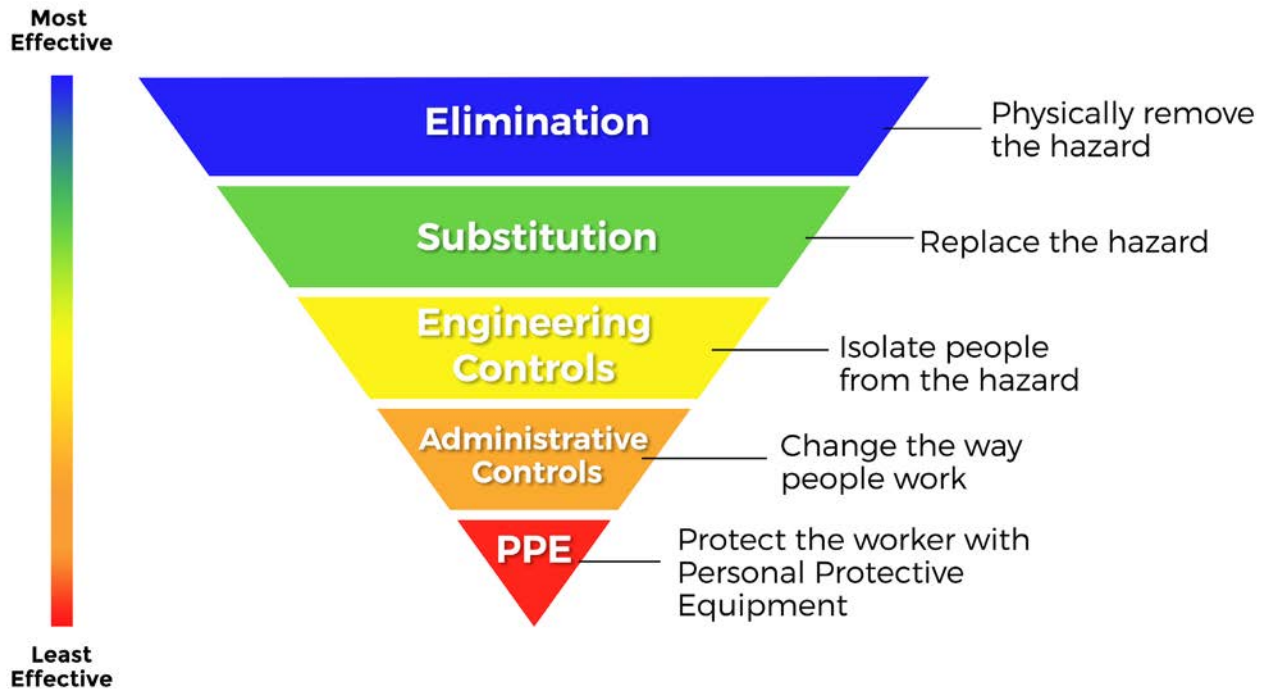 Most
Effective
Elimination
Physically remove
the hazard
Substitution
Replace the hazard
Engineering
Controls
Isolate people
from the hazard
Administrative
Controls
Change the way
people work
PPE
Protect the worker with
Personal Protective
Equipment
Least
Effective